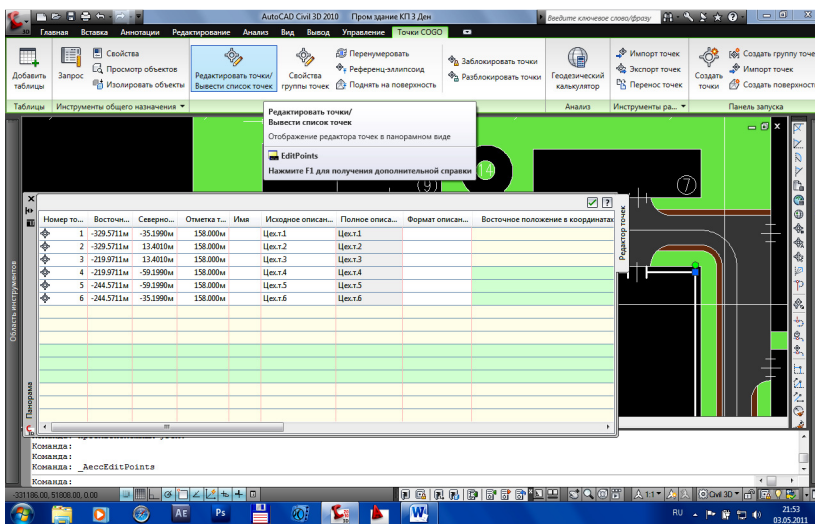 AutoCAD Civil 3D 2010 Пром здание КП 3 Ден
Введите ключевое слово/фразу
Главная Вставка Аннотации Редактирование Анализ Вид Вывод Управление Точки COGO
Добавить таблицы
Запрос
Свойства
Просмотр объектов
Изолировать объекты
Редактировать точки/
Вывести список точек
Свойства
группы точек
Перенумеровать
Референц-эллипсоид
Поднять на поверхность
Заблокировать точки
Разблокировать точки
Геодезический
калькулятор
Импорт точек
Экспорт точек
Перенос точек
Создать
точки
Создать группу точе
Импорт точек
Создать поверхност
Таблицы Инструменты общего назначения Анализ Инструменты ра... Панель запуска
Редактировать точки/
Вывести список точек
Отображение редактора точек в панорамном виде
EditPoints
Нажмите F1 для получения дополнительной справки
(9)
14
7
Номер то... Восточн... Северно... Отметка т... Имя Исходное описан... Полное описа... Формат описан... Восточное положение в координатах
1 -329.5711м -35.1990м 158.000м Цех.т.1 Цех.т.1
2 -329.5711м 13.4010м 158.000м Цех.т.2 Цех.т.2
3 -219.9711м 13.4010м 158.000м Цех.т.3 Цех.т.3
4 -219.9711м -59.1990м 158.000м Цех.т.4 Цех.т.4
5 -244.5711м -59.1990м 158.000м Цех.т.5 Цех.т.5
6 -244.5711м -35.1990м 158.000м Цех.т.6 Цех.т.6
Редактор точек
Область инструментов
Панорама
Команда:
Команда:
Команда: _AeccEditPoints
Команда:
-331186.00, 51808.00, 0.00
1:1
Civil 3D
AE
Ps
W
RU
21:53
03.05.2011